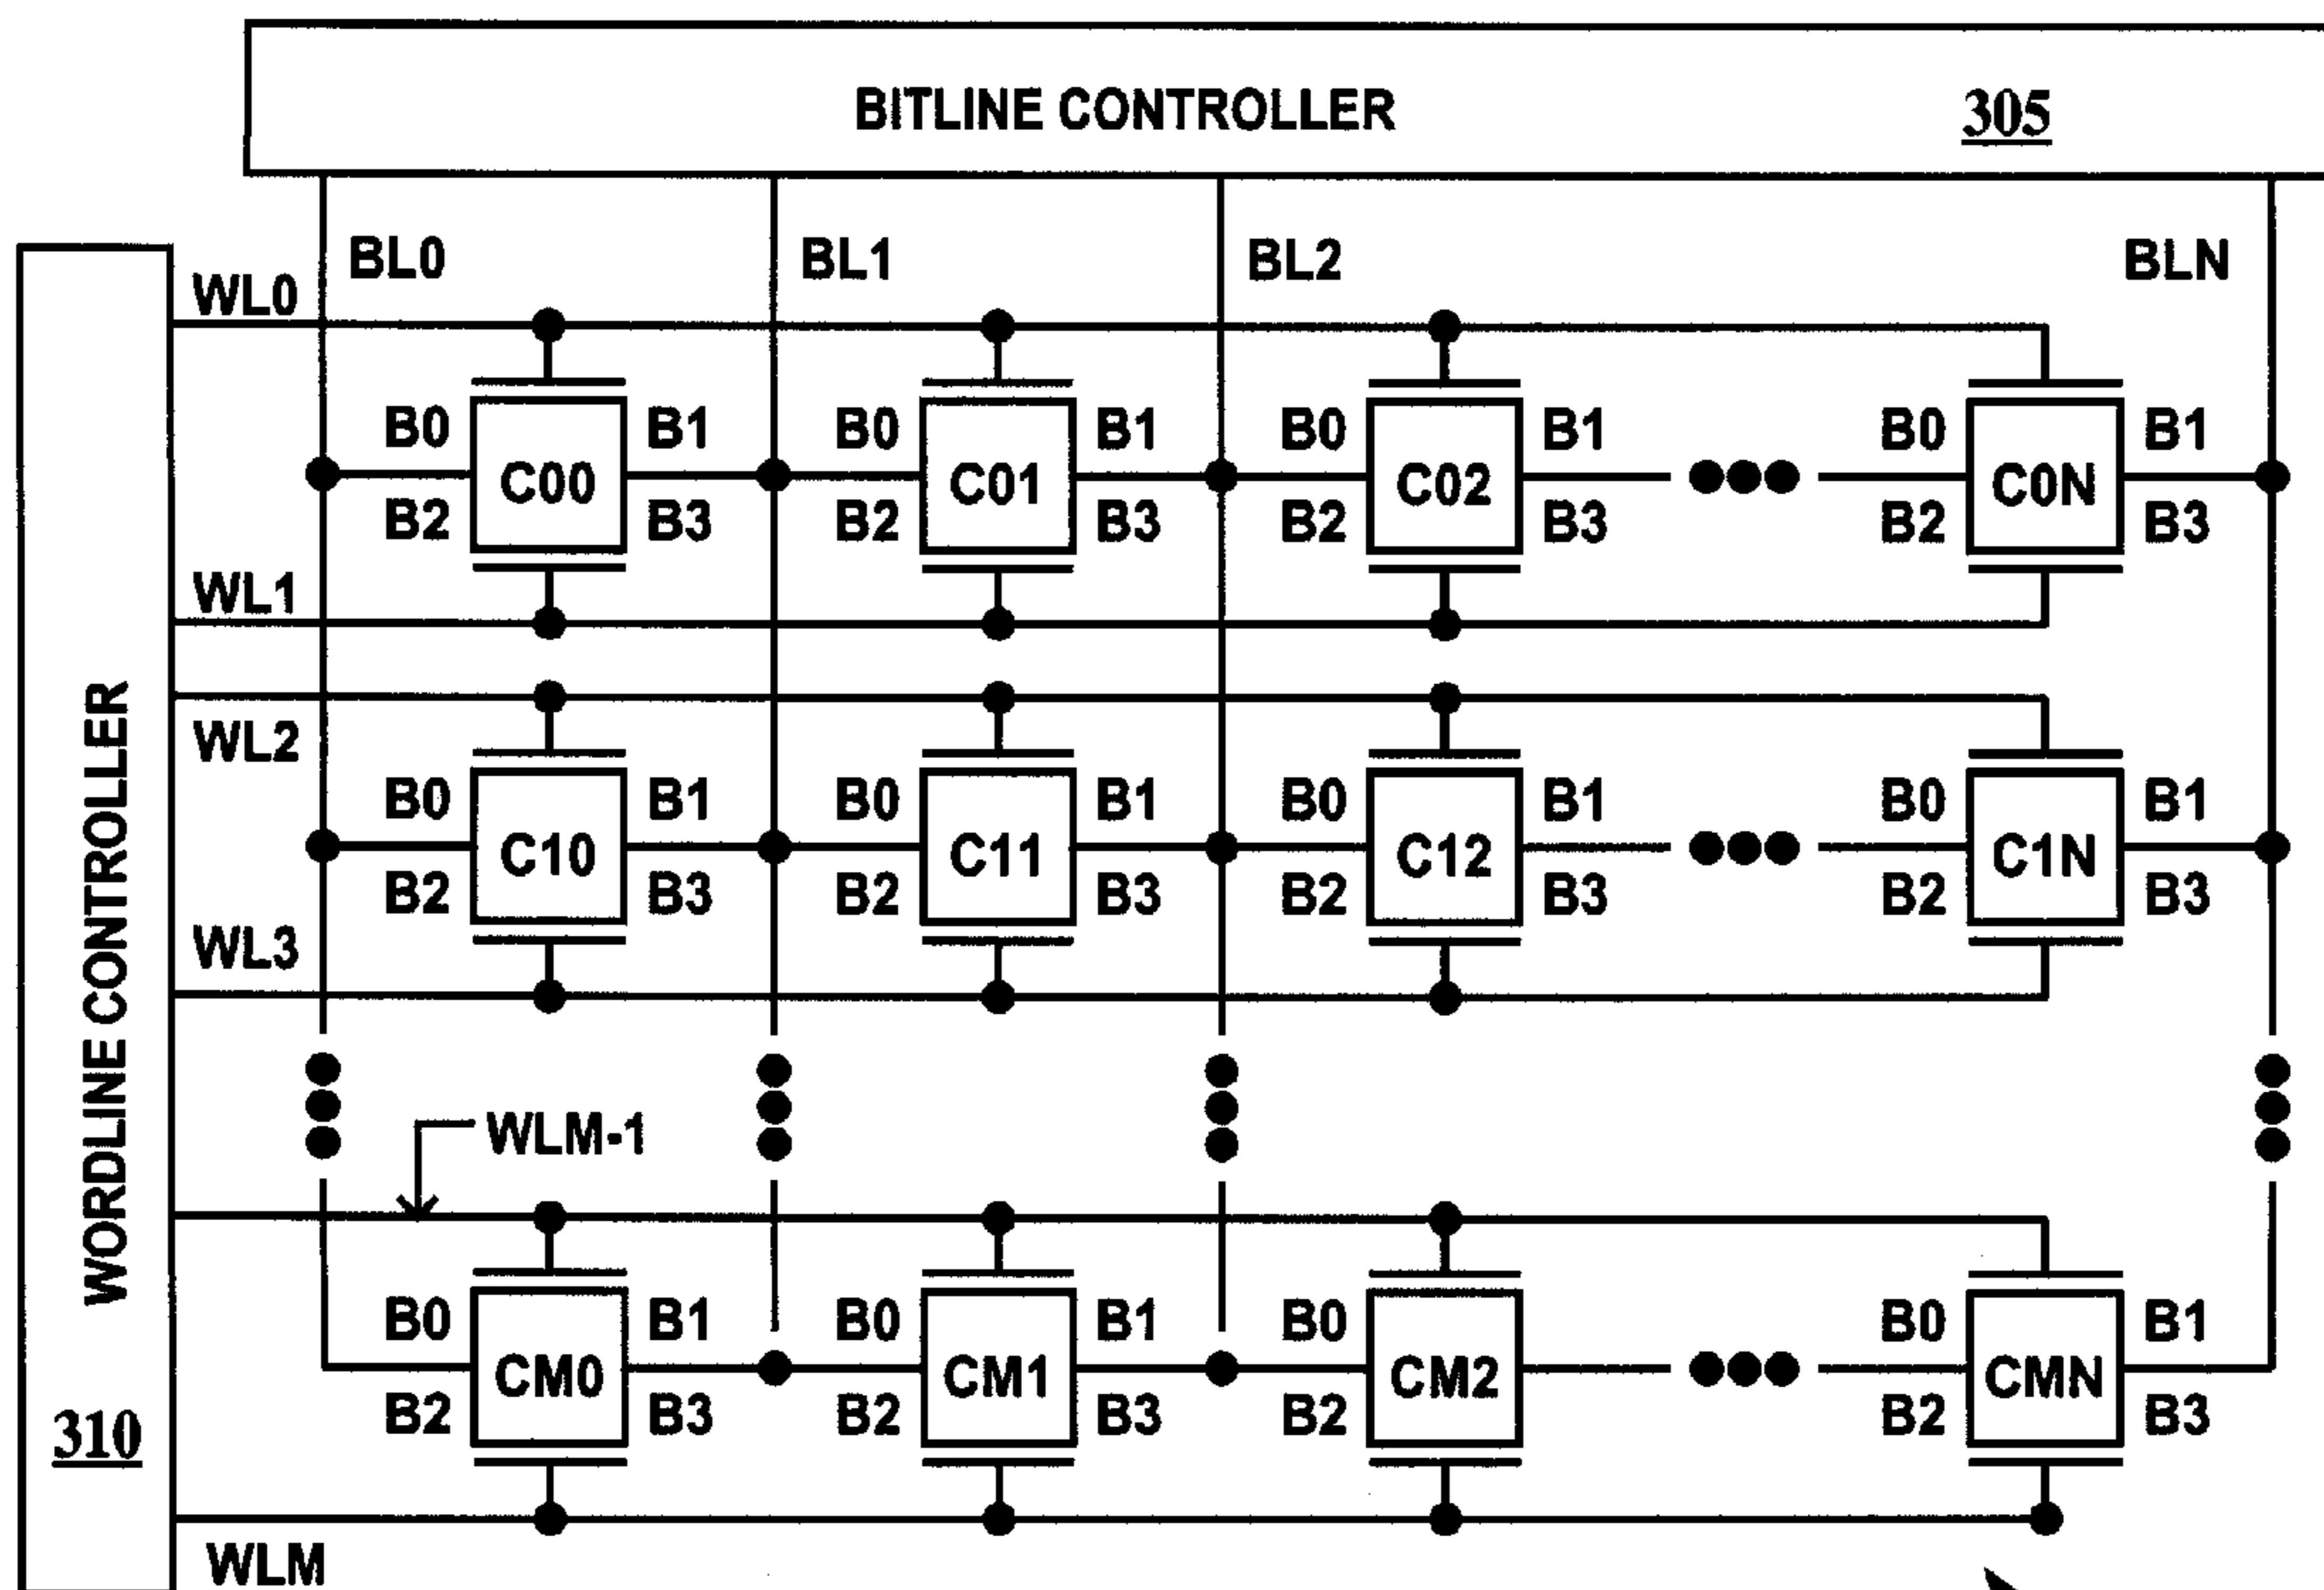 BITLINE CONTROLLER 305
BL0 BL1 BL2 BLN
WL0
B0 B1 B0 B1 B0 B1 B0 B1
C00 C01 C02 C0N
B2 B3 B2 B3 B2 B3 B2 B3
WL1
WL2
B0 B1 B0 B1 B0 B1 B0 B1
C10 C11 C12 C1N
B2 B3 B2 B3 B2 B3 B2 B3
WL3
WORDLINE CONTROLLER
WLM-1
B0 B1 B0 B1 B0 B0 B1
CM0 CM1 CM2 CMN
B2 B3 B2 B3 B2 B2 B3
310
WLM